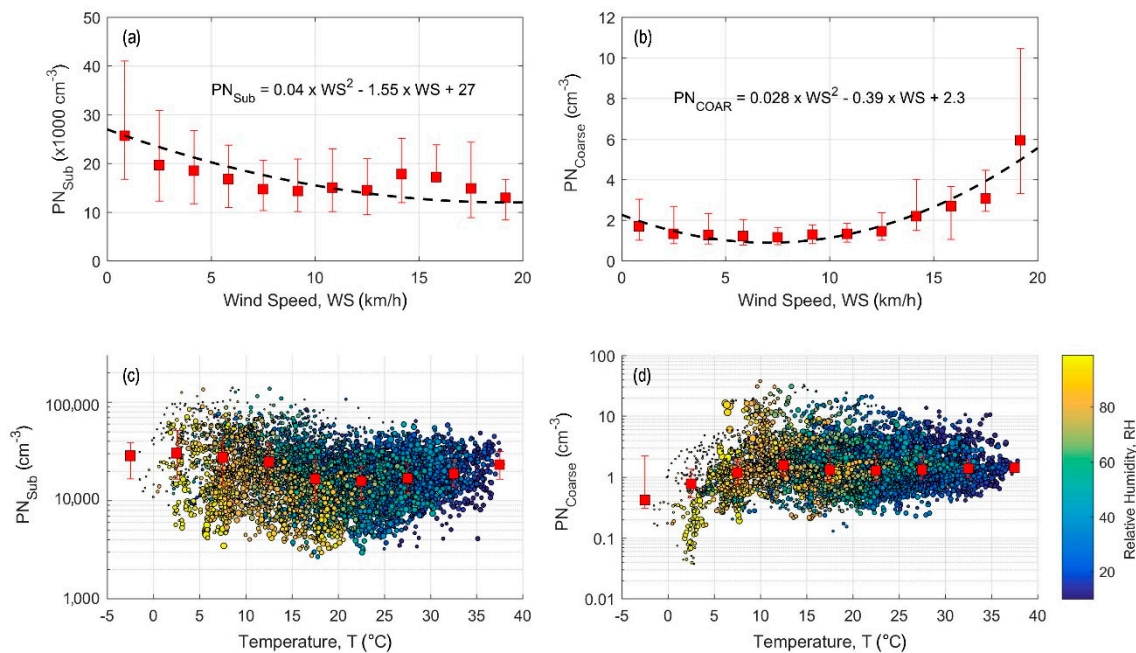 (a)
PN_Sub = 0.04 x WS^2 - 1.55 x WS + 27
PN_Sub (x1000 cm^-3)
50
40
30
20
10
0
0 5 10 15 20
Wind Speed, WS (km/h)
(b)
PN_COAR = 0.028 x WS^2 - 0.39 x WS + 2.3
PN_Coarse (cm^-3)
12
10
8
6
4
2
0
0 5 10 15 20
Wind Speed, WS (km/h)
(c)
PN_Sub (cm^-3)
100,000
10,000
1,000
-5 0 5 10 15 20 25 30 35 40
Temperature, T (°C)
(d)
PN_Coarse (cm^-3)
100
10
1
0.1
0.01
-5 0 5 10 15 20 25 30 35 40
Temperature, T (°C)
80
60
40
20
Relative Humidity, RH